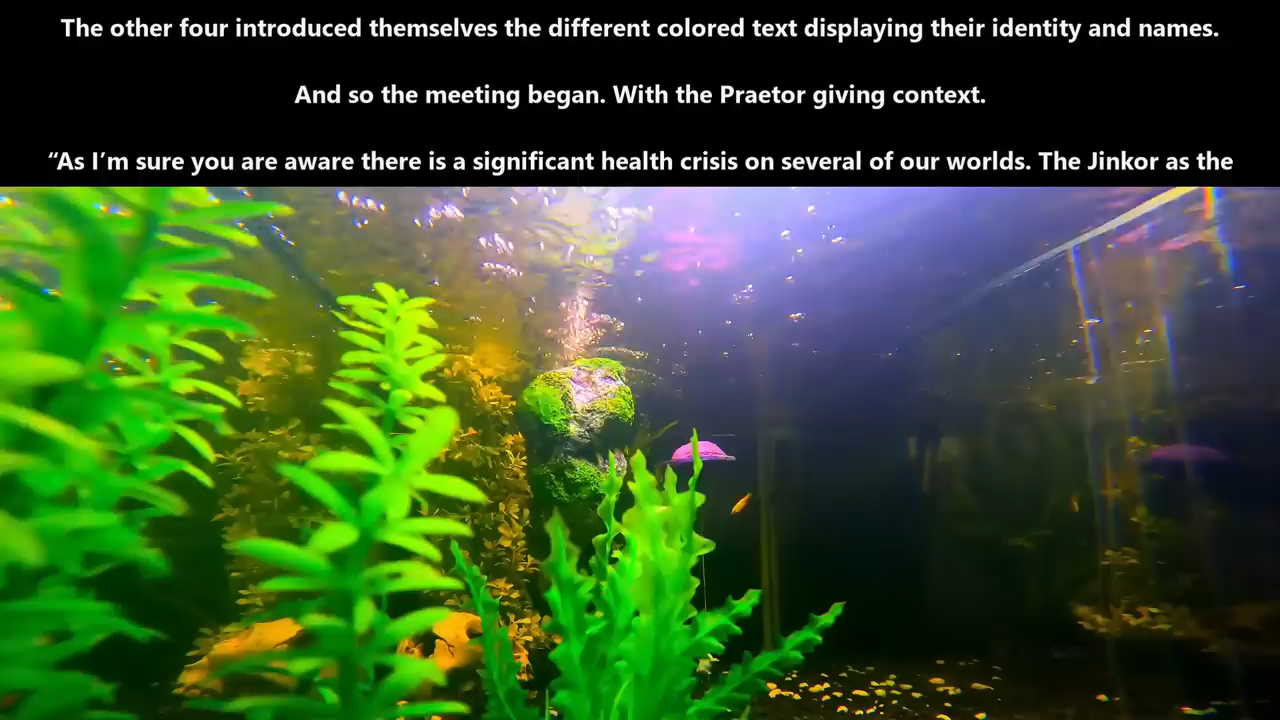 The other four introduced themselves the different colored text displaying their identity and names.
And so the meeting began. With the Praetor giving context.
“As I’m sure you are aware there is a significant health crisis on several of our worlds. The Jinkor as the